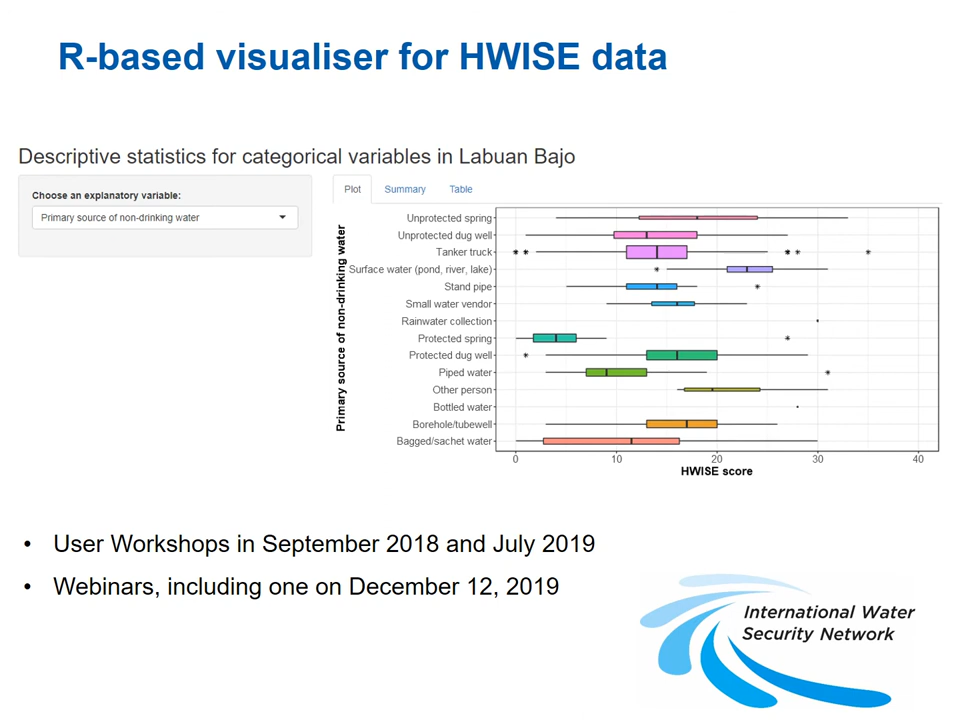 R-based visualiser for HWISE data
Descriptive statistics for categorical variables in Labuan Bajo
Choose an explanatory variable:
Primary source of non-drinking water
Plot
Summary
Table
Primary source of non-drinking water
Unprotected spring
Unprotected dug well
Tanker truck
Surface water (pond, river, lake)
Stand pipe
Small water vendor
Rainwater collection
Protected spring
Protected dug well
Piped water
Other person
Bottled water
Borehole/tubewell
Bagged/sachet water
0 10 20 30 40
HWISE score
• User Workshops in September 2018 and July 2019
• Webinars, including one on December 12, 2019
International Water
Security Network